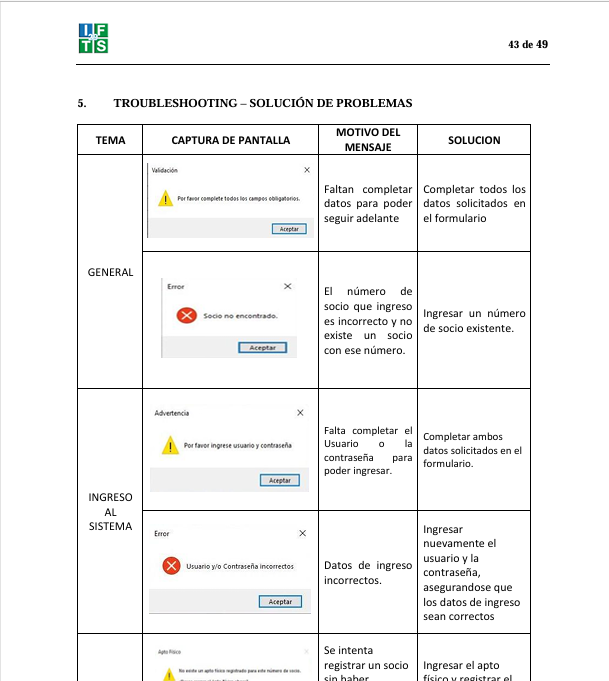 IFTS
43 de 49
5. TROUBLESHOOTING – SOLUCIÓN DE PROBLEMAS
TEMA
CAPTURA DE PANTALLA
MOTIVO DEL
MENSAJE
SOLUCION
GENERAL
Validación
Por favor complete todos los campos obligatorios.
Aceptar
Faltan completar
datos para poder
seguir adelante
Completar todos los
datos solicitados en
el formulario
Error
Socio no encontrado.
Aceptar
El número de
socio que ingreso
es incorrecto y no
existe un socio
con ese número.
Ingresar un número
de socio existente.
INGRESO
AL
SISTEMA
Advertencia
Por favor ingrese usuario y contraseña
Aceptar
Falta completar el
Usuario o la
contraseña para
poder ingresar.
Completar ambos
datos solicitados en el
formulario.
Error
Usuario y/o Contraseña incorrectos
Aceptar
Datos de ingreso
incorrectos.
Ingresar
nuevamente el
usuario y la
contraseña,
asegurandose que
los datos de ingreso
sean correctos
Apto Físico
No existe un apto físico registrado para este número de socio.
Se intenta
registrar un socio
sin haber
Ingresar el apto
físico y registrar el